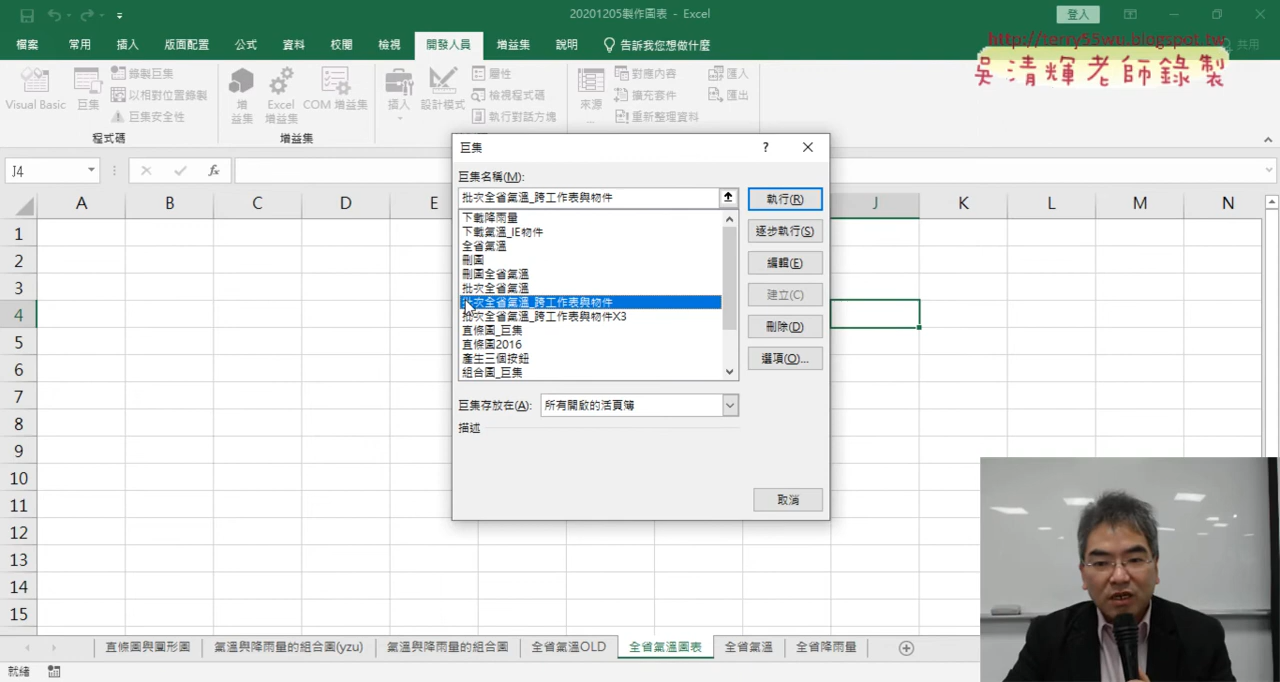 20201205製作圖表 - Excel
登入
檔案 常用 插入 版面配置 公式 資料 校閱 檢視 開發人員 增益集 說明 告訴我您想做什麼 共用
http://terry55wu.blogspot.tw
吳清輝老師錄製
Visual Basic 巨集 錄製巨集 以相對位置錄製 巨集安全性 程式碼
增益集 Excel 增益集 COM 增益集 增益集
插入 設計模式 屬性 檢視程式碼 執行對話方塊
來源 對應內容 擴充套件 重新整理資料 匯入 匯出
J4 fx
A B C D E J K L M N
1
2
3
4
5
6
7
8
9
10
11
12
13
14
15
巨集 ?
巨集名稱(M):
批次全省氣溫_跨工作表與物件 執行(R)
下載降雨量
下載氣溫_IE物件 逐步執行(S)
全省氣溫
刪圖 編輯(E)
刪圖全省氣溫
批次全省氣溫 建立(C)
批次全省氣溫_跨工作表與物件
批次全省氣溫_跨工作表與物件X3
直條圖_巨集 刪除(D)
直條圖2016
產生三個按鈕 選項(O)...
組合圖_巨集
巨集存放在(A): 所有開啟的活頁簿
描述
取消
直條圖與圓形圖 氣溫與降雨量的組合圖(yzu) 氣溫與降雨量的組合圖 全省氣溫OLD 全省氣溫圖表 全省氣溫 全省降雨量
就緒